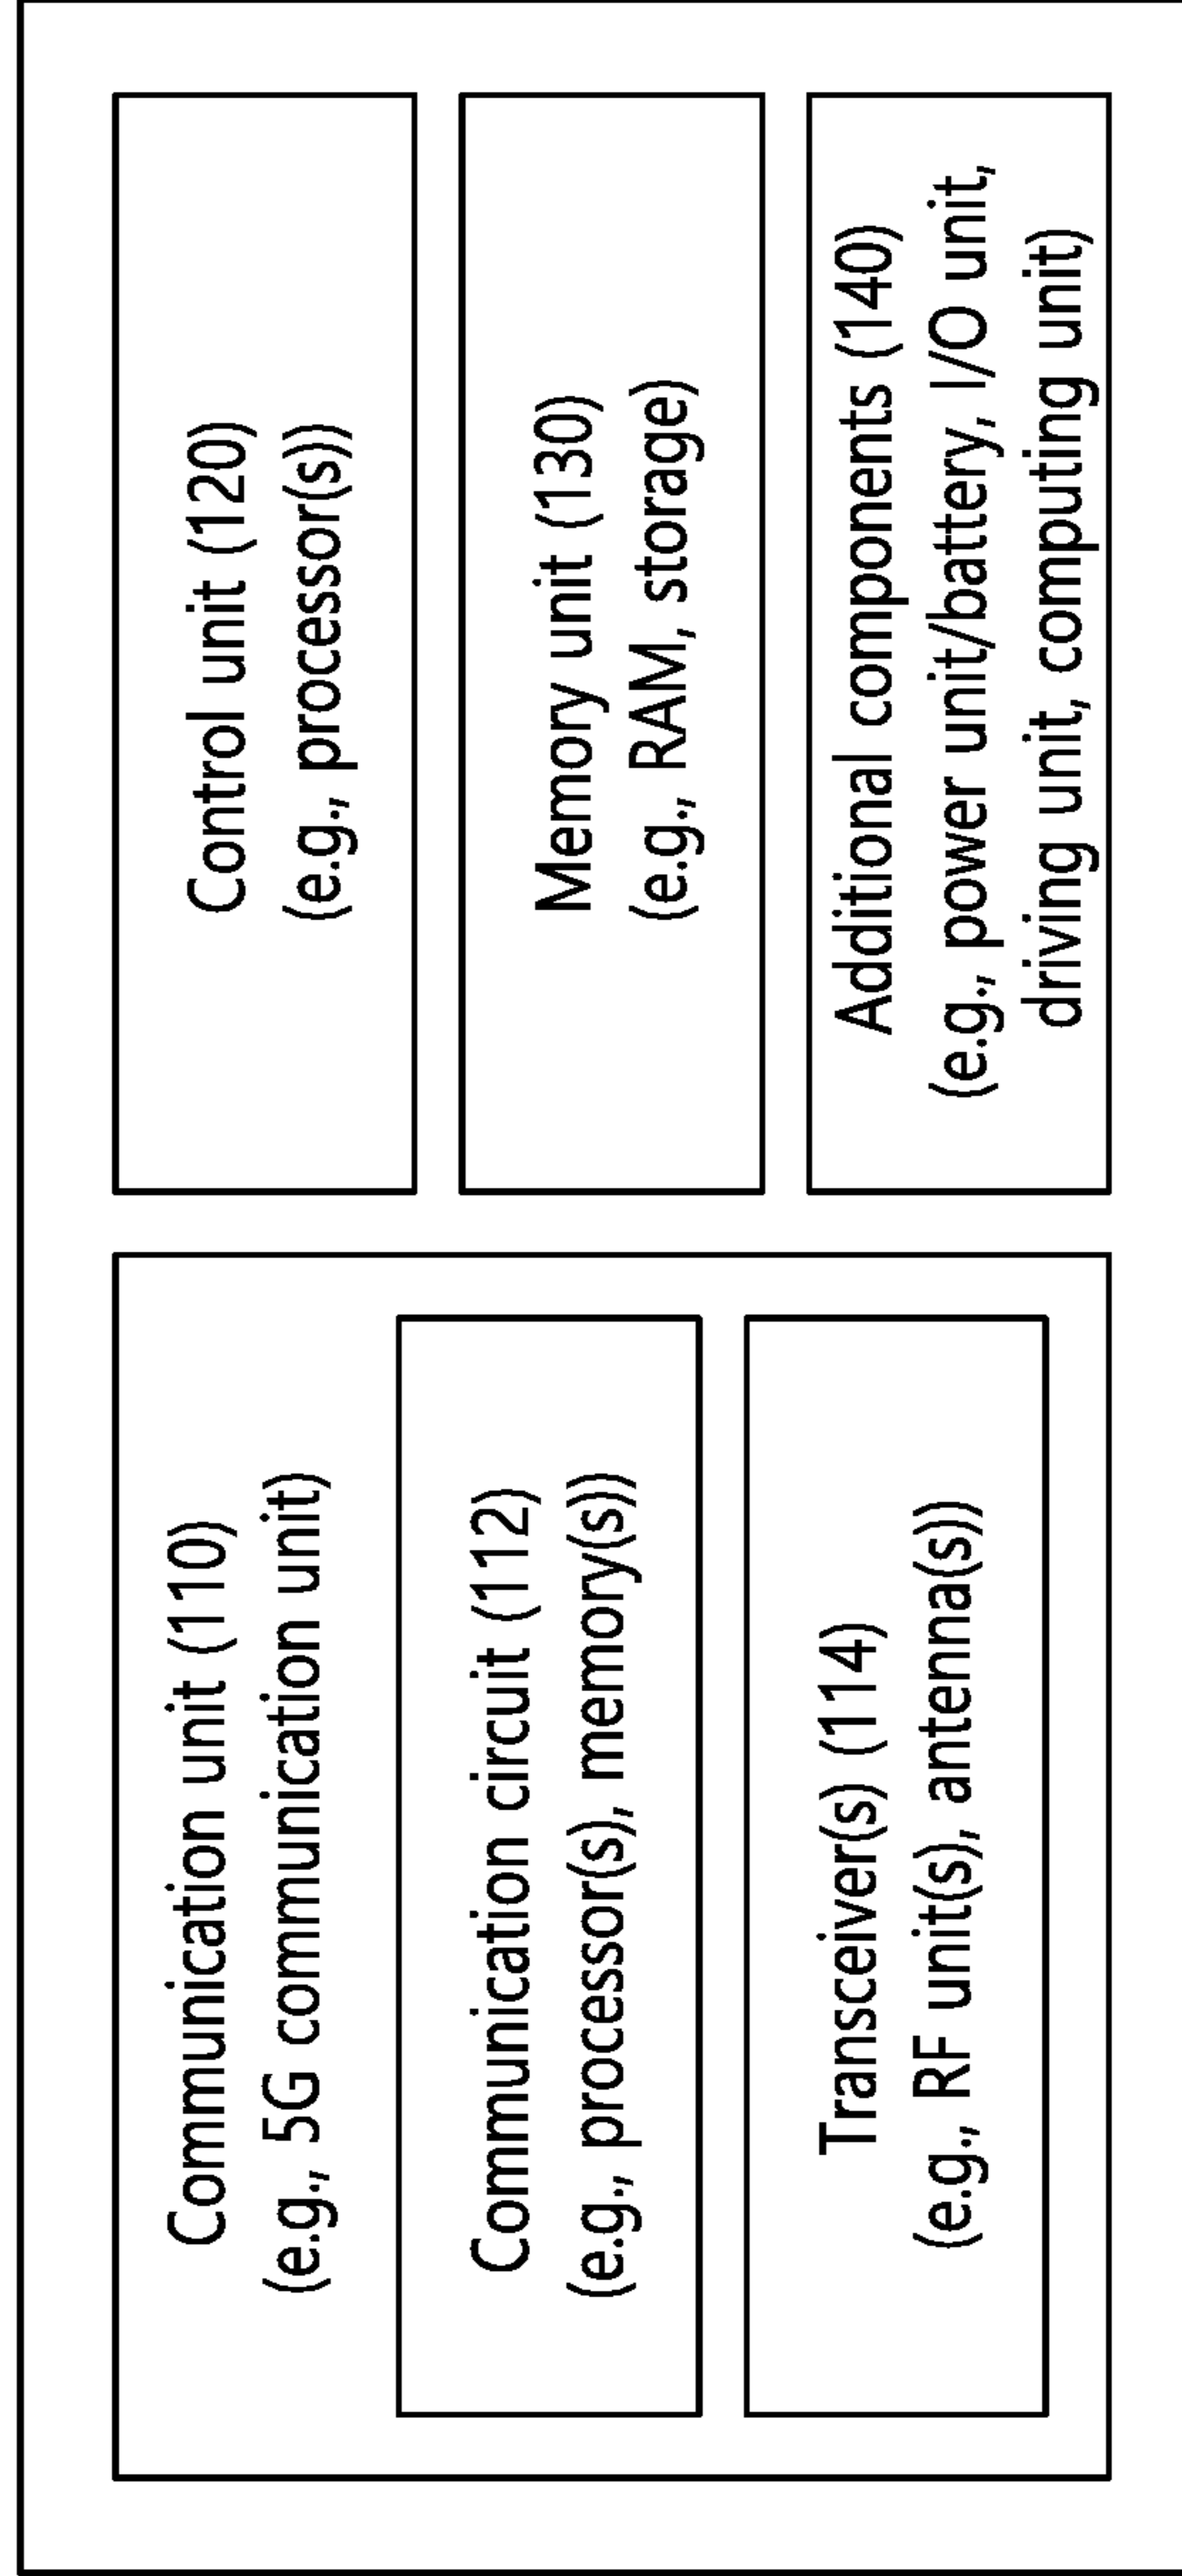 Communication unit (110)
(e.g., 5G communication unit)
Communication circuit (112)
(e.g., processor(s), memory(s))
Transceiver(s) (114)
(e.g., RF unit(s), antenna(s))
Control unit (120)
(e.g., processor(s))
Memory unit (130)
(e.g., RAM, storage)
Additional components (140)
(e.g., power unit/battery, I/O unit,
driving unit, computing unit)